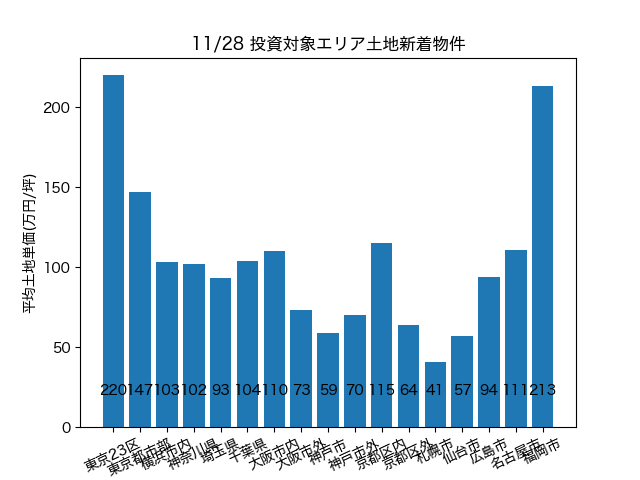 11/28 投資対象エリア土地新着物件
平均土地単価(万円/坪)
200
150
100
50
0
220 147 103 102 93 104 110 73 59 70 115 64 41 57 94 111 213
東京23区
東京都市部
横浜市内
神奈川県
埼玉県
千葉県
大阪市内
大阪市外
神戸市
神戸市外
京都区内
京都区外
札幌市
仙台市
広島市
名古屋市
福岡市